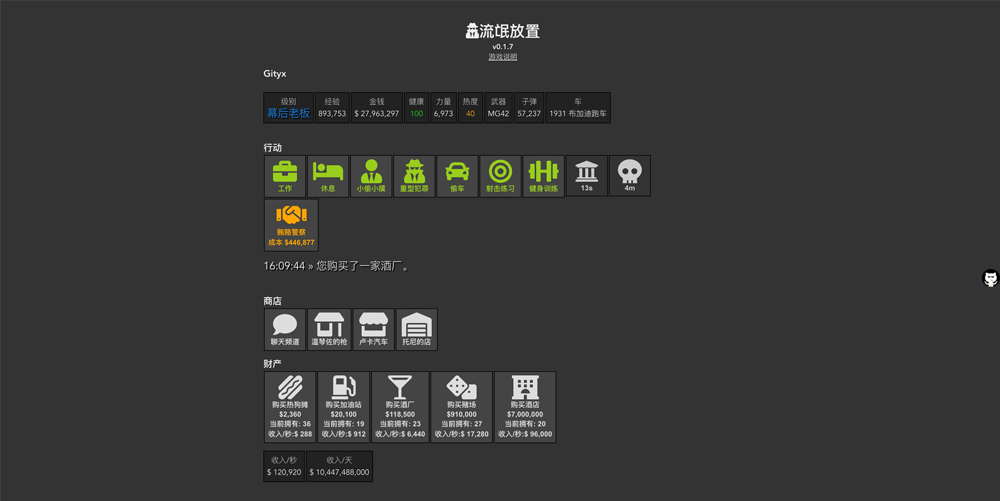 流氓放置
v0.1.7
游戏说明
Gityx
级别 经验 金钱 健康 力量 热度 武器 子弹 车
幕后老板 893,753 $ 27,963,297 100 6,973 40 MG42 57,237 1931 布加迪跑车
行动
工作 休息 小偷小摸 重型犯罪 偷车 射击练习 健身训练 13s 4m
贿赂警察
成本 $446,877
16:09:44 » 您购买了一家酒厂。
商店
聊天频道 温琴佐的枪 卢卡汽车 托尼的店
财产
购买热狗摊 购买加油站 购买酒厂 购买赌场 购买酒店
$2,360 $20,100 $118,500 $910,000 $7,000,000
当前拥有: 36 当前拥有: 19 当前拥有: 23 当前拥有: 27 当前拥有: 20
收入/秒:$ 288 收入/秒:$ 912 收入/秒:$ 6,440 收入/秒:$ 17,280 收入/秒:$ 96,000
收入/秒 收入/天
$ 120,920 $ 10,447,488,000